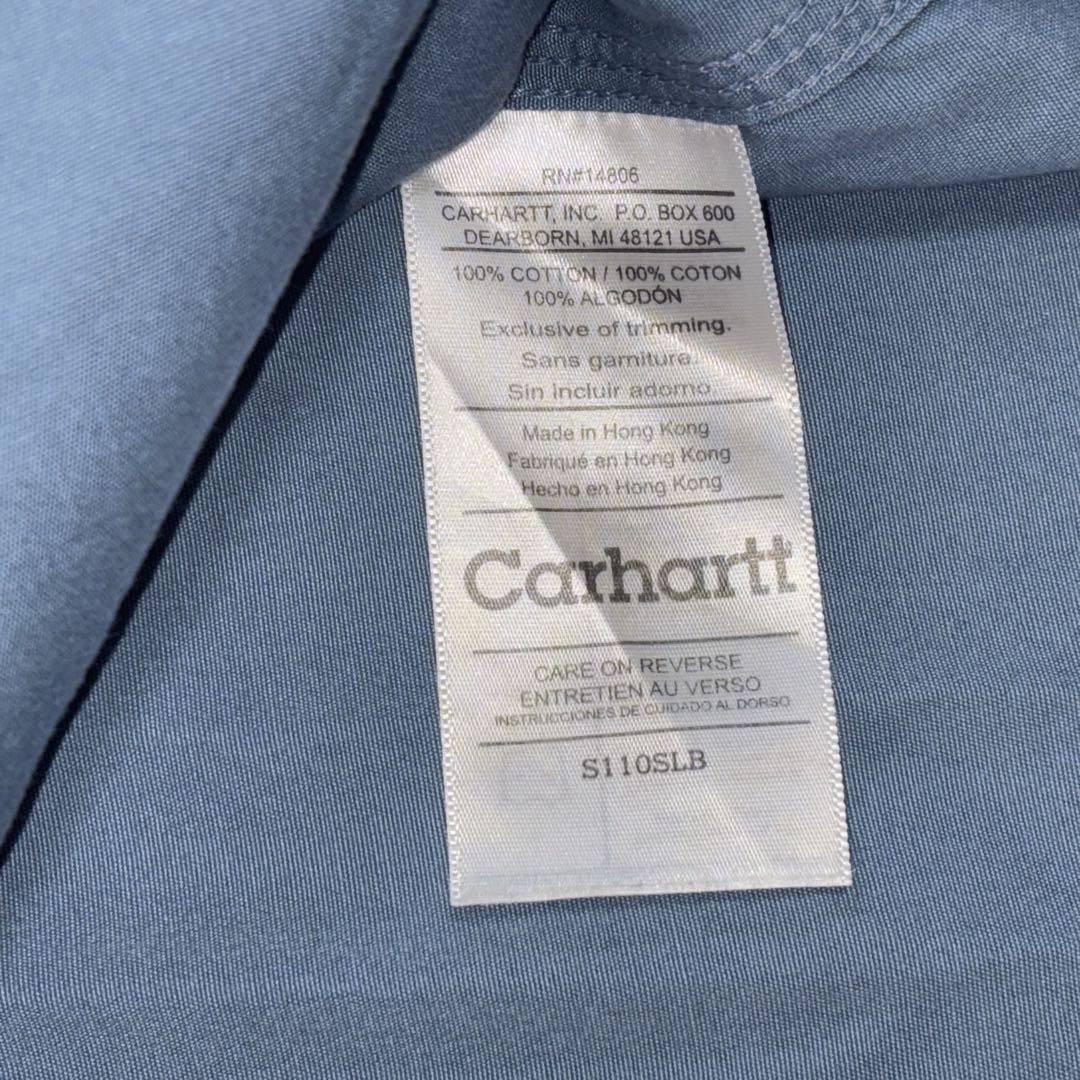 RN#14806
CARHARTT, INC. P.O. BOX 600
DEARBORN, MI 48121 USA
100% COTTON / 100% COTON
100% ALGODÓN
Exclusive of trimming.
Sans garniture.
Sin incluir adorno.
Made in Hong Kong
Fabriqué en Hong Kong
Hecho en Hong Kong
Carhartt
CARE ON REVERSE
ENTRETIEN AU VERSO
INSTRUCCIONES DE CUIDADO AL DORSO
S110SLB